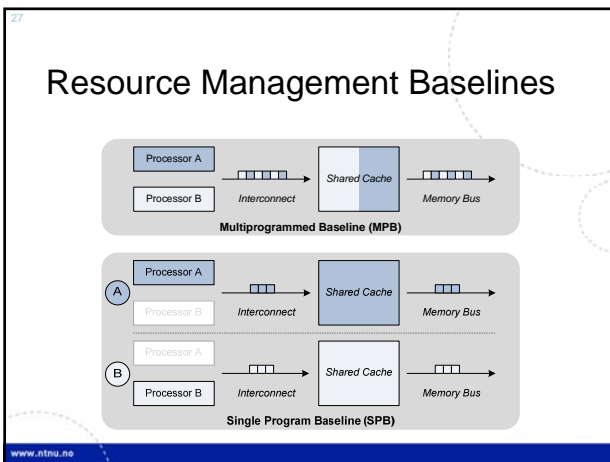 27
Resource Management Baselines
Processor A
Processor B
Interconnect
Shared Cache
Memory Bus
Multiprogrammed Baseline (MPB)
A
Processor A
Processor B
Interconnect
Shared Cache
Memory Bus
B
Processor A
Processor B
Interconnect
Shared Cache
Memory Bus
Single Program Baseline (SPB)
www.ntnu.no